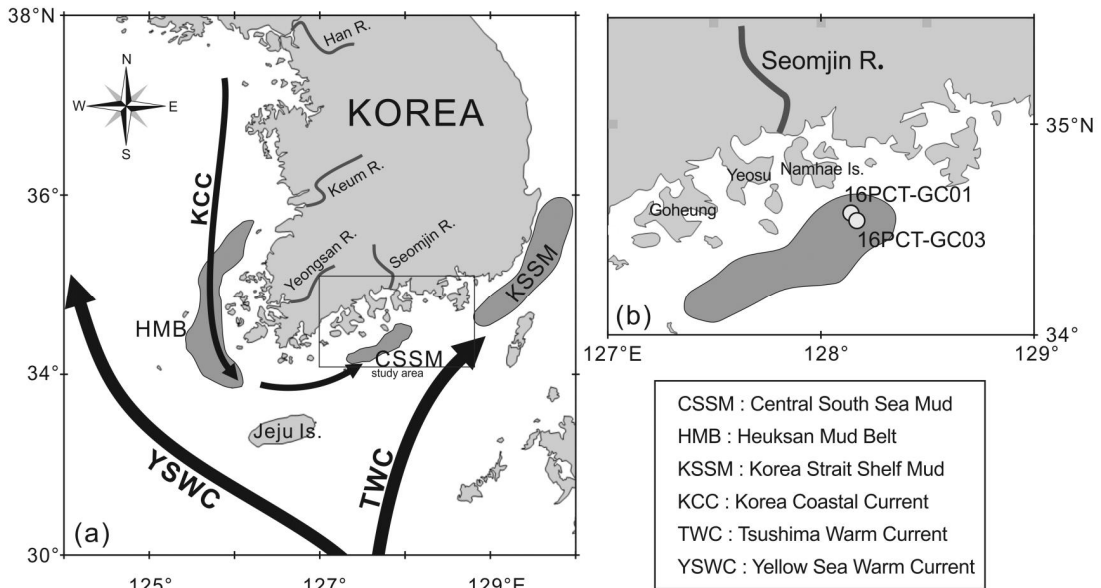 38°N
Han R.
N
W
E
S
KOREA
KCC
36°
Keum R.
Yeongsan R.
Seomjin R.
KSSM
HMB
CSSM
study area
34°
Jeju Is.
YSWC
TWC
(a)
30°
125°
127°
129°E
Seomjin R.
35°N
Yeosu
Namhae Is.
Goheung
16PCT-GC01
16PCT-GC03
(b)
34°
127°E
128°
129°
CSSM : Central South Sea Mud
HMB : Heuksan Mud Belt
KSSM : Korea Strait Shelf Mud
KCC : Korea Coastal Current
TWC : Tsushima Warm Current
YSWC : Yellow Sea Warm Current